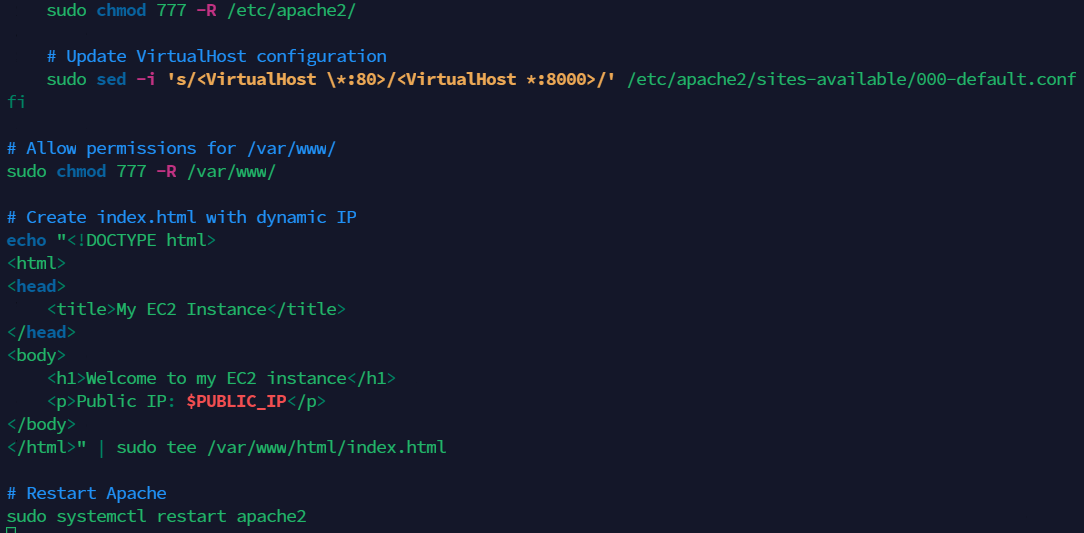 sudo chmod 777 -R /etc/apache2/

    # Update VirtualHost configuration
    sudo sed -i 's/<VirtualHost \*:80>/<VirtualHost *:8000>/' /etc/apache2/sites-available/000-default.conf
fi

# Allow permissions for /var/www/
sudo chmod 777 -R /var/www/

# Create index.html with dynamic IP
echo "<!DOCTYPE html>
<html>
<head>
    <title>My EC2 Instance</title>
</head>
<body>
    <h1>Welcome to my EC2 instance</h1>
    <p>Public IP: $PUBLIC_IP</p>
</body>
</html>" | sudo tee /var/www/html/index.html

# Restart Apache
sudo systemctl restart apache2